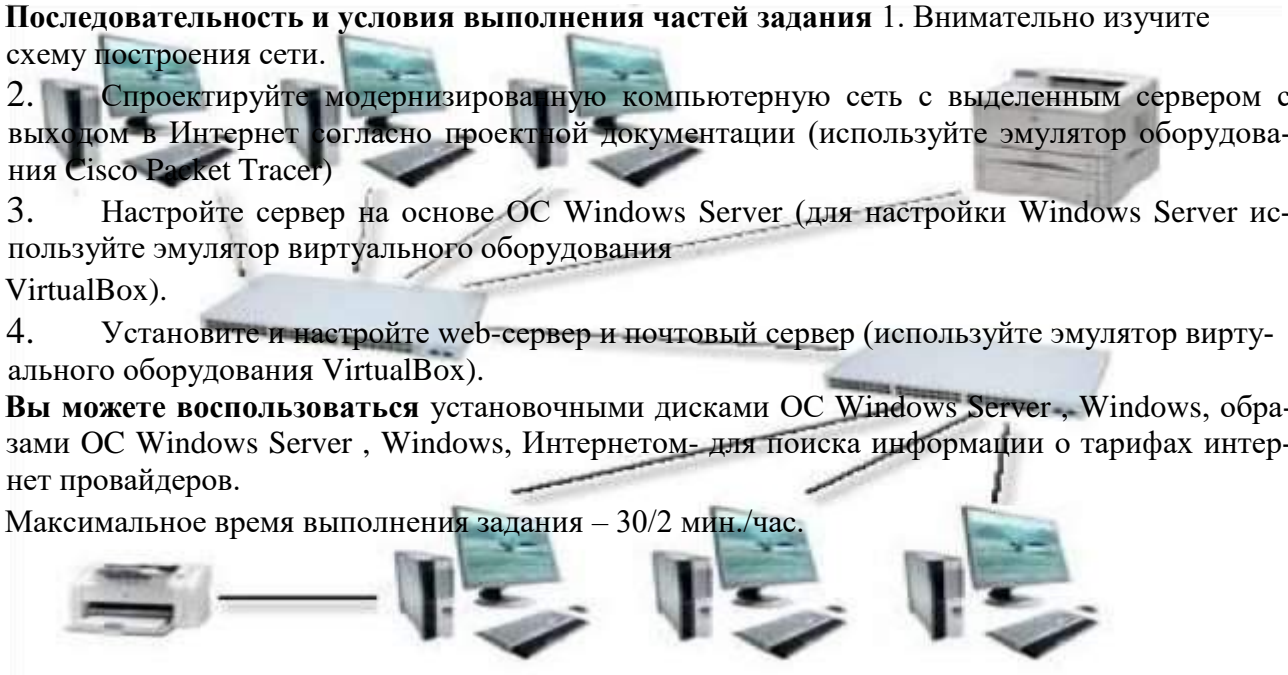 Последовательность и условия выполнения частей задания 1. Внимательно изучите
схему построения сети.
2. Спроектируйте модернизированную компьютерную сеть с выделенным сервером с
выходом в Интернет согласно проектной документации (используйте эмулятор оборудова-
ния Cisco Packet Tracer)
3. Настройте сервер на основе ОС Windows Server (для настройки Windows Server ис-
пользуйте эмулятор виртуального оборудования
VirtualBox).
4. Установите и настройте web-сервер и почтовый сервер (используйте эмулятор вирту-
ального оборудования VirtualBox).
Вы можете воспользоваться установочными дисками ОС Windows Server , Windows, обра-
зами ОС Windows Server , Windows, Интернетом- для поиска информации о тарифах интер-
нет провайдеров.
Максимальное время выполнения задания – 30/2 мин./час.